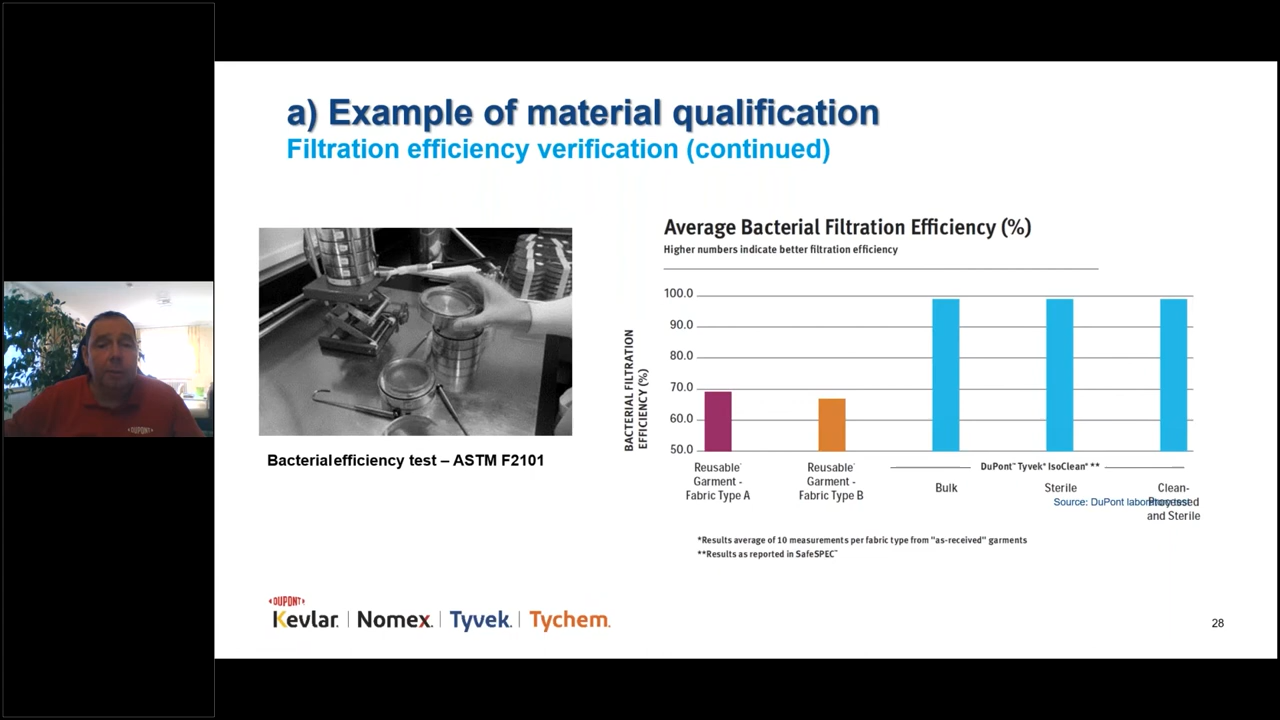 a) Example of material qualification
Filtration efficiency verification (continued)
Average Bacterial Filtration Efficiency (%)
Higher numbers indicate better filtration efficiency
BACTERIAL FILTRATION
EFFICIENCY (%)
100.0
90.0
80.0
70.0
60.0
50.0
Reusable*
Garment -
Fabric Type A
Reusable*
Garment -
Fabric Type B
DuPont™ Tyvek® IsoClean® **
Bulk
Sterile
Clean-
Processed
and Sterile
Source: DuPont laboratory test
*Results average of 10 measurements per fabric type from "as-received" garments
**Results as reported in SafeSPEC™
Bacterialefficiency test – ASTM F2101
DUPONT
Kevlar. | Nomex. | Tyvek. | Tychem.
28
DUPONT